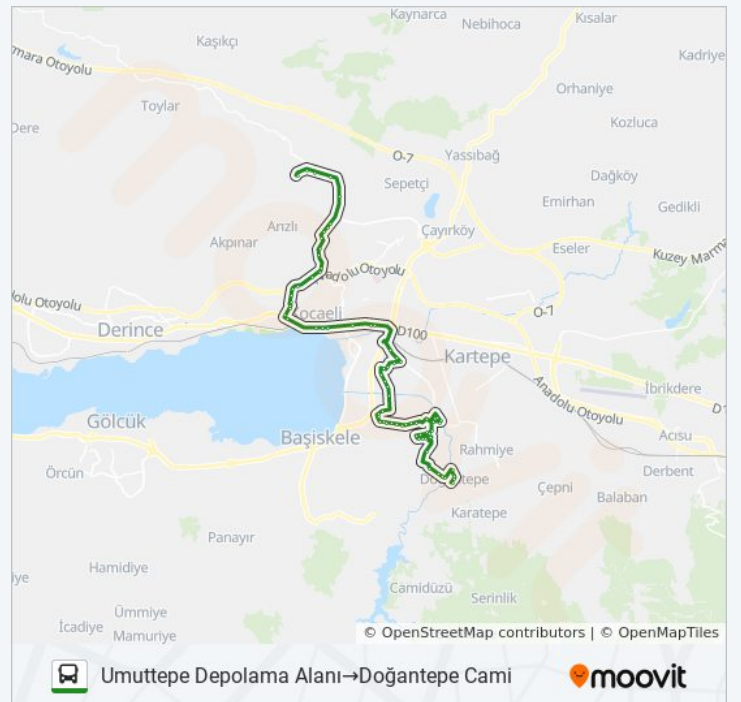 Kaynarca
Nebihoca
Kısalar
Kaşıkçı
Kadriye
mara Otoyolu
Toylar
Orhaniye
Kozluca
Dere
O-7
Yassıbağ
Sepetçi
Dağköy
Emirhan
Gedikli
Arızlı
Çayırköy
Akpınar
Eseler
Kuzey Marma
Anadolu Otoyolu
olu Otoyolu
Kocaeli
O-7
Derince
D100
Kartepe
İbrikdere
Anadolu Otoyolu
D1
Gölcük
Başiskele
Acısu
Rahmiye
Derbent
Örcün
Doğantepe
Çepni
Balaban
Karatepe
Panayır
Hamidiye
iye
Camidüzü
Serinlik
Ümmiye
İcadiye
Mamuriye
© OpenStreetMap contributors | © OpenMapTiles
Umuttepe Depolama Alanı→Doğantepe Cami
moovit